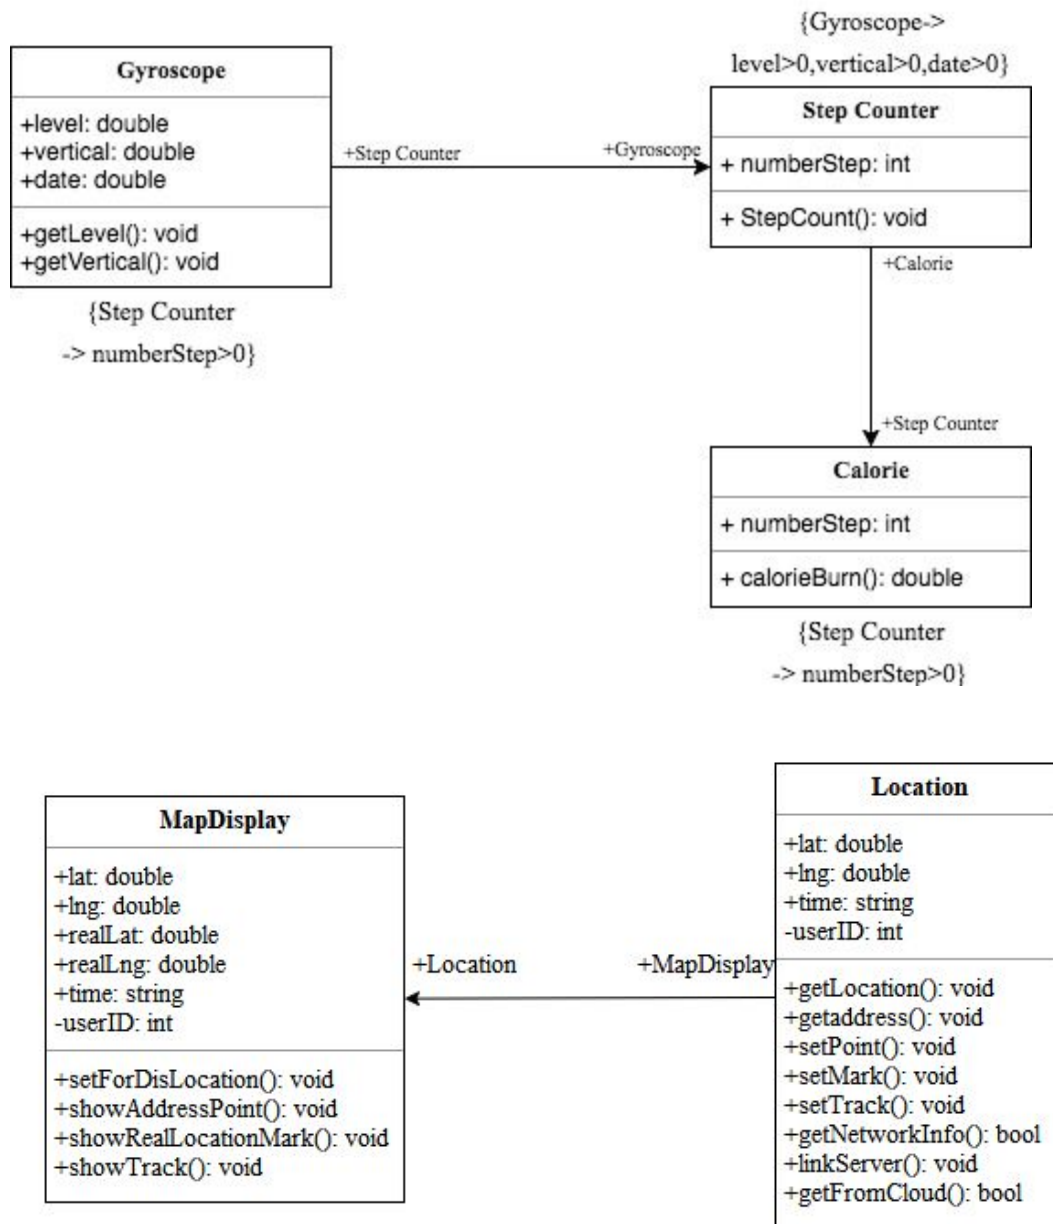 Gyroscope
+level: double
+vertical: double
+date: double
+getLevel(): void
+getVertical(): void
{Step Counter
-> numberStep>0}
+Step Counter
+Gyroscope
{Gyroscope->
level>0,vertical>0,date>0}
Step Counter
+ numberStep: int
+ StepCount(): void
+Calorie
+Step Counter
Calorie
+ numberStep: int
+ calorieBurn(): double
{Step Counter
-> numberStep>0}
MapDisplay
+lat: double
+lng: double
+realLat: double
+realLng: double
+time: string
-userID: int
+setForDisLocation(): void
+showAddressPoint(): void
+showRealLocationMark(): void
+showTrack(): void
+Location
+MapDisplay
Location
+lat: double
+lng: double
+time: string
-userID: int
+getLocation(): void
+getaddress(): void
+setPoint(): void
+setMark(): void
+setTrack(): void
+getNetworkInfo(): bool
+linkServer(): void
+getFromCloud(): bool